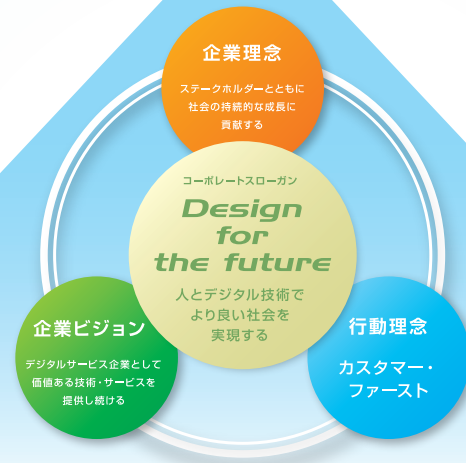 企業理念
ステークホルダーとともに
社会の持続的な成長に
貢献する
コーポレートスローガン
Design
for
the future
人とデジタル技術で
より良い社会を
実現する
企業ビジョン
デジタルサービス企業として
価値ある技術・サービスを
提供し続ける
行動理念
カスタマー・
ファースト